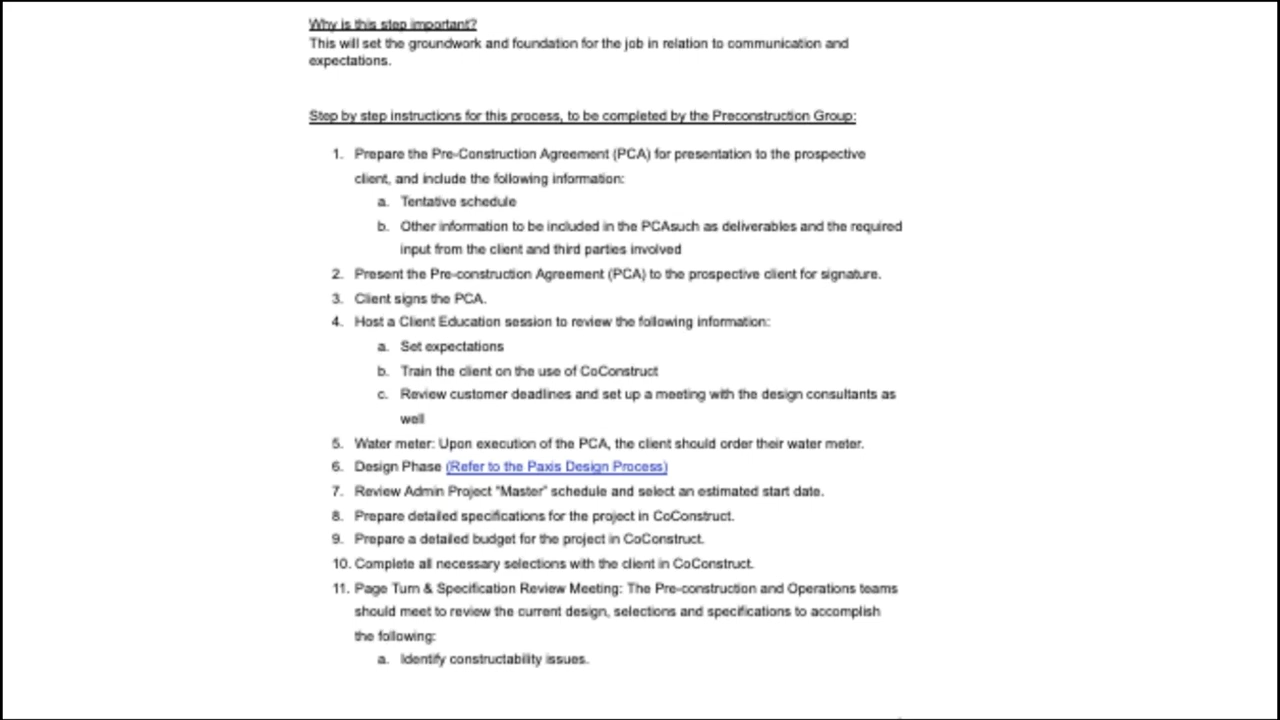 Why is this step important?
This will set the groundwork and foundation for the job in relation to communication and
expectations.
Step by step instructions for this process, to be completed by the Preconstruction Group:
1. Prepare the Pre-Construction Agreement (PCA) for presentation to the prospective
client, and include the following information:
a. Tentative schedule
b. Other information to be included in the PCAsuch as deliverables and the required
input from the client and third parties involved
2. Present the Pre-construction Agreement (PCA) to the prospective client for signature.
3. Client signs the PCA.
4. Host a Client Education session to review the following information:
a. Set expectations
b. Train the client on the use of CoConstruct
c. Review customer deadlines and set up a meeting with the design consultants as
well
5. Water meter: Upon execution of the PCA, the client should order their water meter.
6. Design Phase (Refer to the Paxis Design Process)
7. Review Admin Project "Master" schedule and select an estimated start date.
8. Prepare detailed specifications for the project in CoConstruct.
9. Prepare a detailed budget for the project in CoConstruct.
10. Complete all necessary selections with the client in CoConstruct.
11. Page Turn & Specification Review Meeting: The Pre-construction and Operations teams
should meet to review the current design, selections and specifications to accomplish
the following:
a. Identify constructability issues.